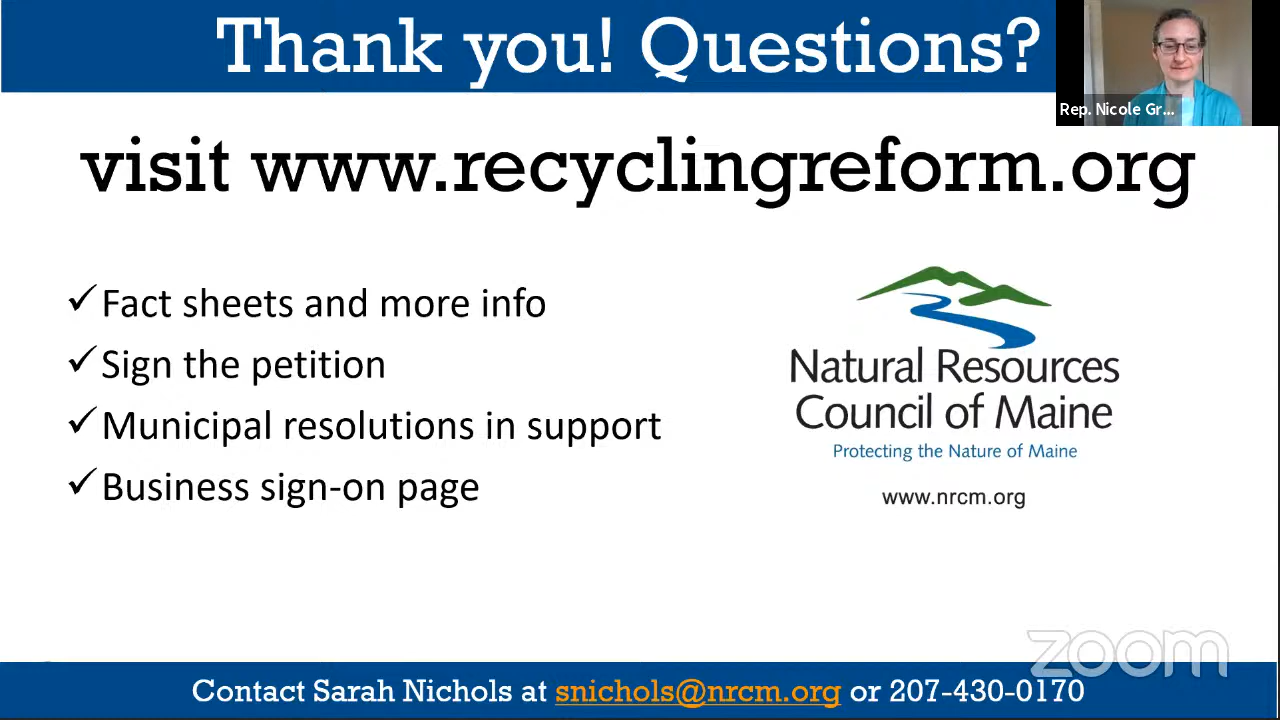 Thank you! Questions?
Rep. Nicole Gr...
visit www.recyclingreform.org
✓Fact sheets and more info
✓Sign the petition
✓Municipal resolutions in support
✓Business sign-on page
Natural Resources
Council of Maine
Protecting the Nature of Maine
www.nrcm.org
zoom
Contact Sarah Nichols at snichols@nrcm.org or 207-430-0170